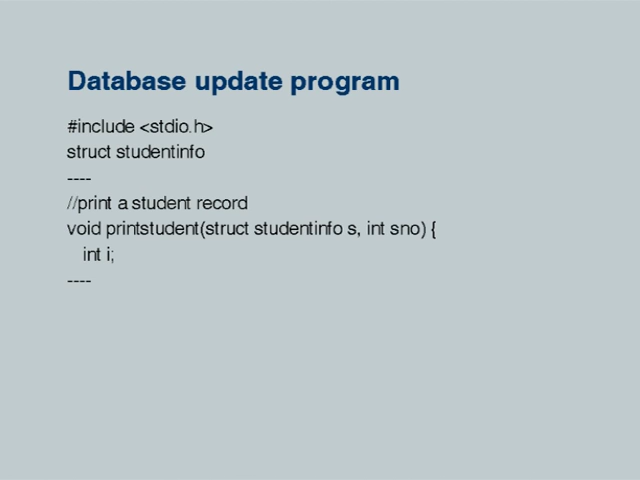 Database update program
#include <stdio.h>
struct studentinfo
----
//print a student record
void printstudent(struct studentinfo s, int sno) {
int i;
----